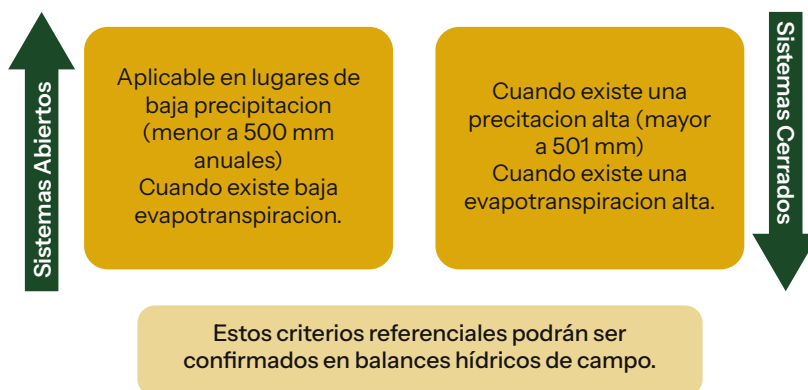 Sistemas Abiertos
Aplicable en lugares de
baja precipitacion
(menor a 500 mm
anuales)
Cuando existe baja
evapotranspiracion.
Cuando existe una
precitacion alta (mayor
a 501 mm)
Cuando existe una
evapotranspiracion alta.
Sistemas Cerrados
Estos criterios referenciales podrán ser
confirmados en balances hídricos de campo.